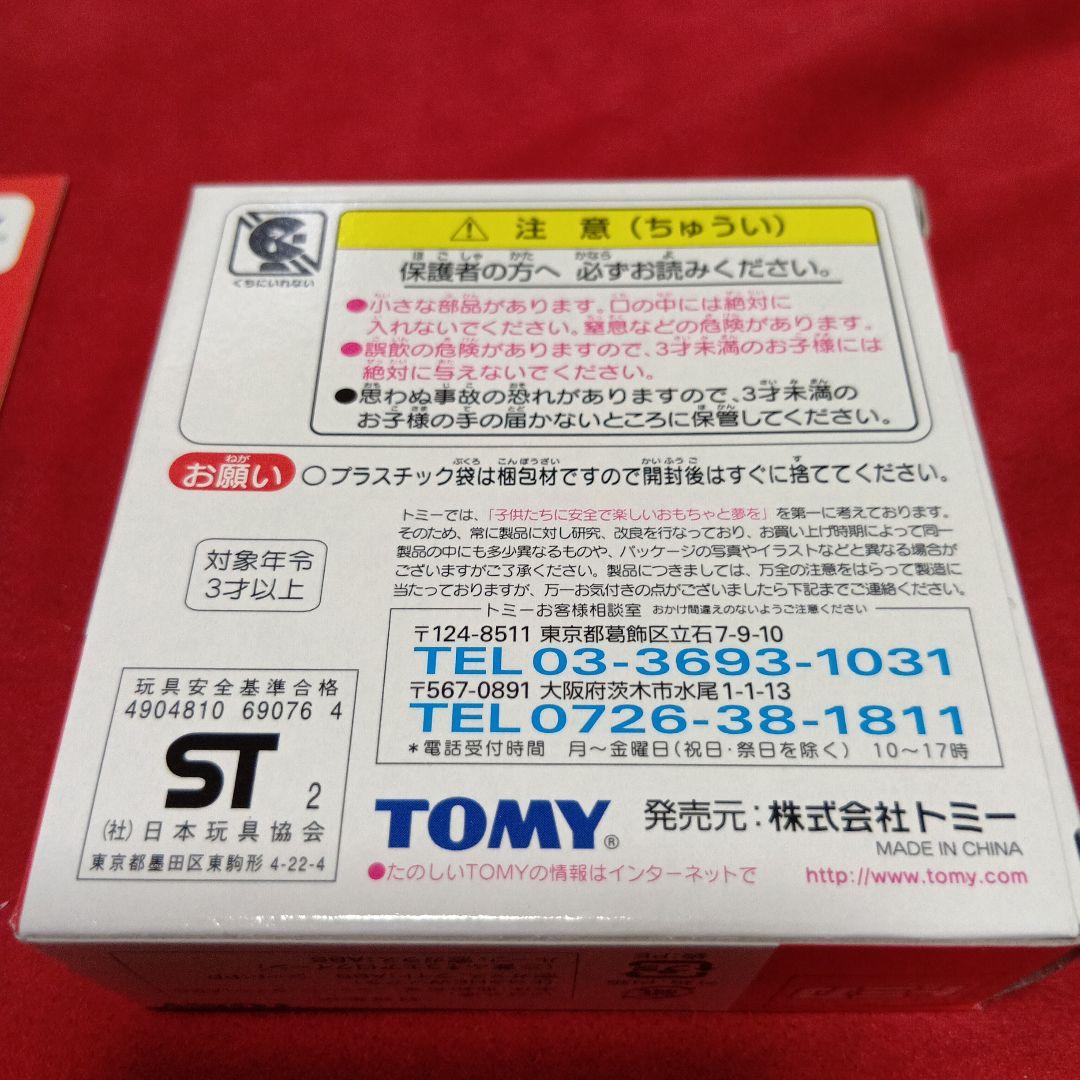 くちにいれない
⚠ 注意(ちゅうい)
保護者の方へ 必ずお読みください。
●小さな部品があります。口の中には絶対に
入れないでください。窒息などの危険があります。
●誤飲の危険がありますので、3才未満のお子様には
絶対に与えないでください。
●思わぬ事故の恐れがありますので、3才未満の
お子様の手の届かないところに保管してください。
お願い ○プラスチック袋は梱包材ですので開封後はすぐに捨ててください。
トミーでは、「子供たちに安全で楽しいおもちゃと夢を」を第一に考えております。
そのため、常に製品に対し研究、改良を行なっており、お買い上げ時期によって同一
製品の中にも多少異なるものや、パッケージの写真やイラストなどと異なる場合が
ございますがご了承ください。製品につきましては、万全の注意をはらって製造に
当たっておりますが、万一お気付きの点がございましたら下記までご連絡ください。
対象年令
3才以上
トミーお客様相談室 おかけ間違えのないようご注意ください
〒124-8511 東京都葛飾区立石7-9-10
TEL03-3693-1031
〒567-0891 大阪府茨木市水尾1-1-13
TEL0726-38-1811
*電話受付時間 月~金曜日(祝日・祭日を除く) 10~17時
玩具安全基準合格
4904810 69076 4
ST 2
(社)日本玩具協会
東京都墨田区東駒形4-22-4
TOMY® 発売元:株式会社トミー
MADE IN CHINA
●たのしいTOMYの情報はインターネットで http://www.tomy.com